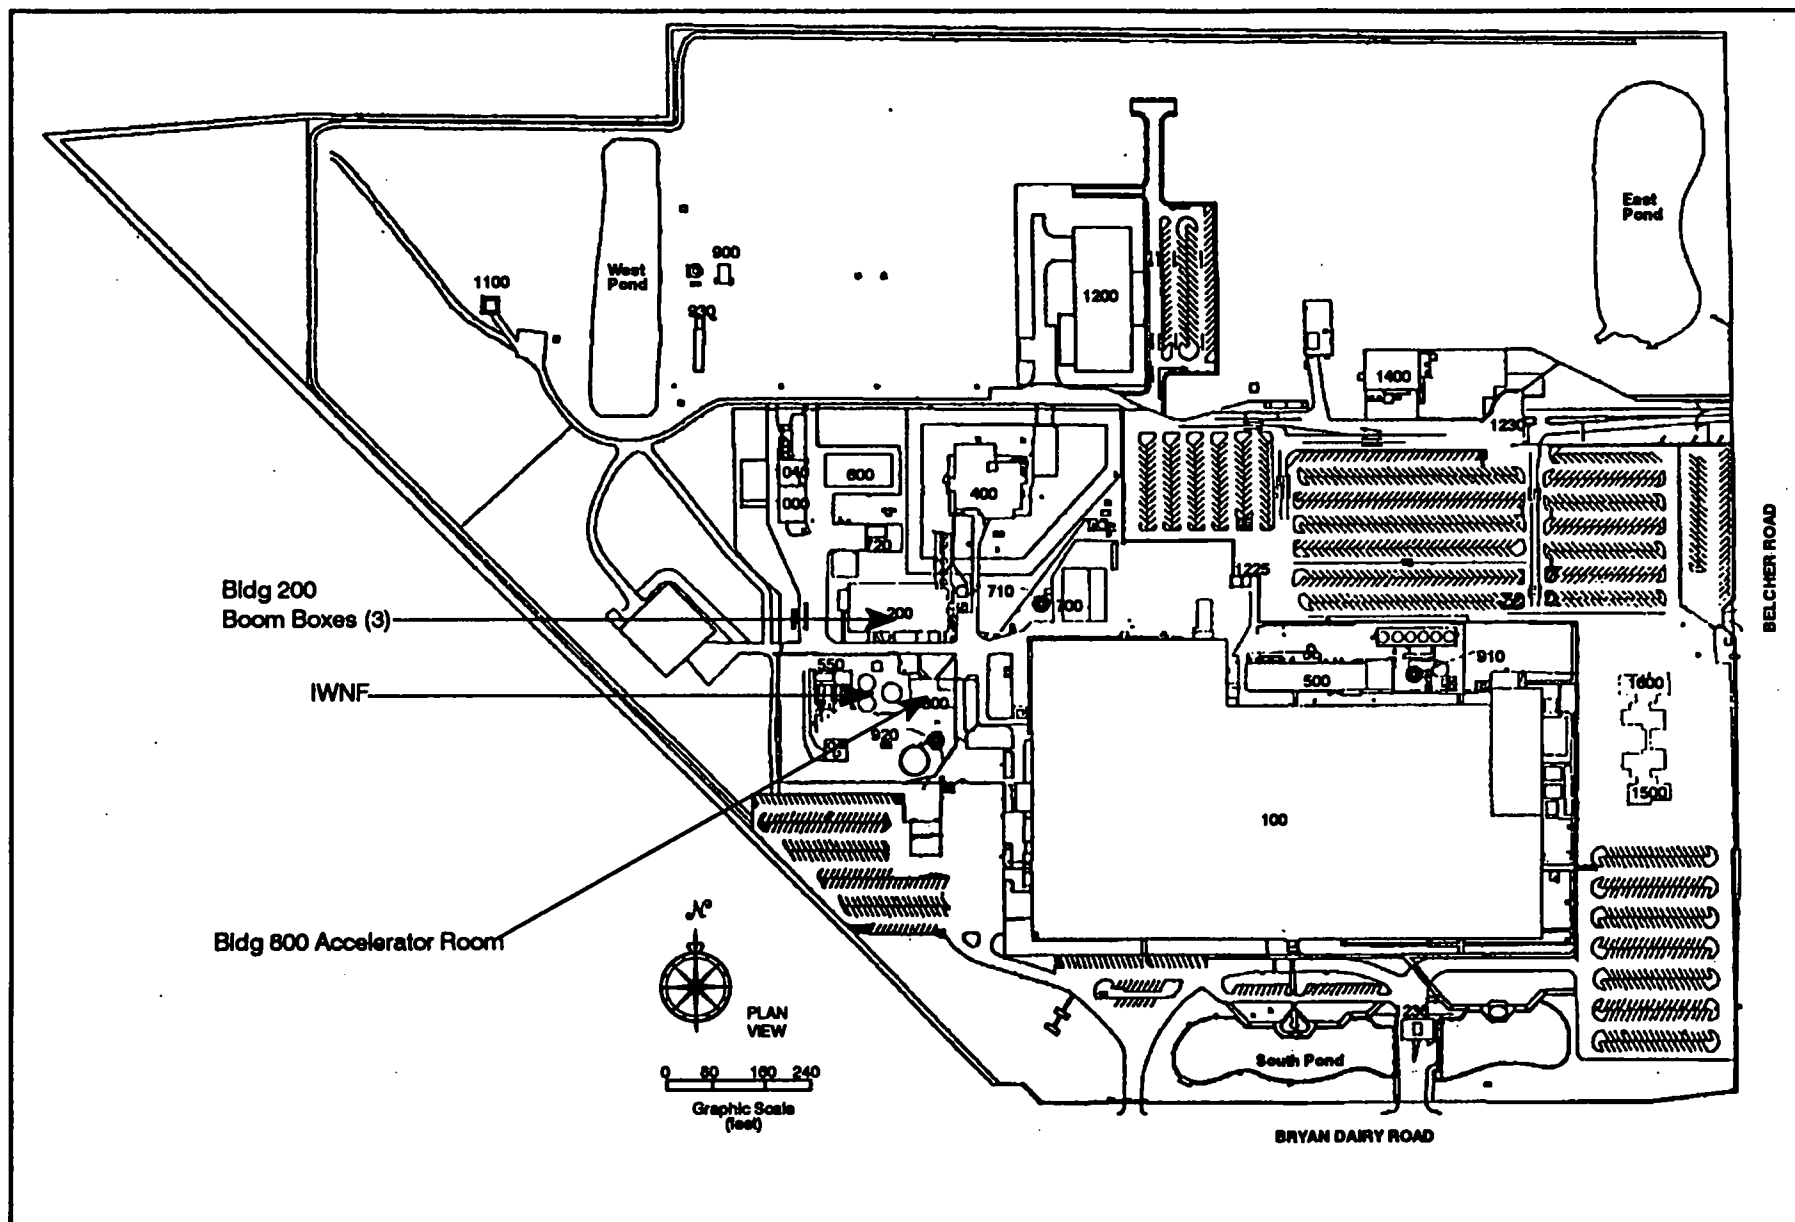 East
Pond
900
West
Pond
1100
930
1200
1400
1230
040
600
400
000
720
BELCHER ROAD
1225
Bldg 200
Boom Boxes (3)
710
700
200
550
910
500
1600
IWNF
800
920
1500
100
N
Bldg 800 Accelerator Room
PLAN
VIEW
South Pond
0 80 160 240
Graphic Scale
(feet)
BRYAN DAIRY ROAD